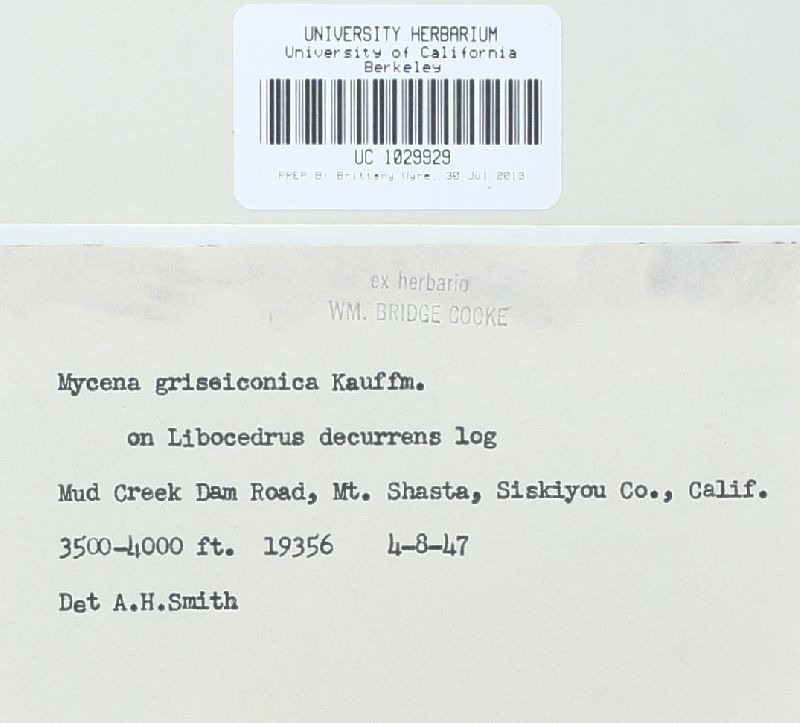 UNIVERSITY HERBARIUM
University of California
Berkeley
UC 1029929
PREP BY Brittany Wyre, 30 Jul 2013
ex herbario
WM. BRIDGE COOKE
Mycena griseiconica Kauffm.
on Libocedrus decurrens log
Mud Creek Dam Road, Mt. Shasta, Siskiyou Co., Calif.
3500-4000 ft. 19356 4-8-47
Det A.H.Smith